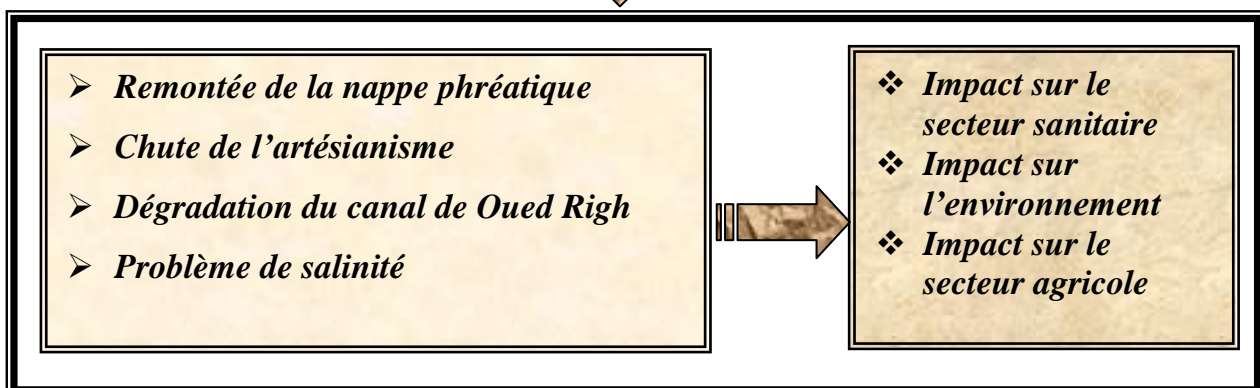 ➢ Remontée de la nappe phréatique
➢ Chute de l’artésianisme
➢ Dégradation du canal de Oued Righ
➢ Problème de salinité
❖ Impact sur le
secteur sanitaire
❖ Impact sur
l’environnement
❖ Impact sur le
secteur agricole